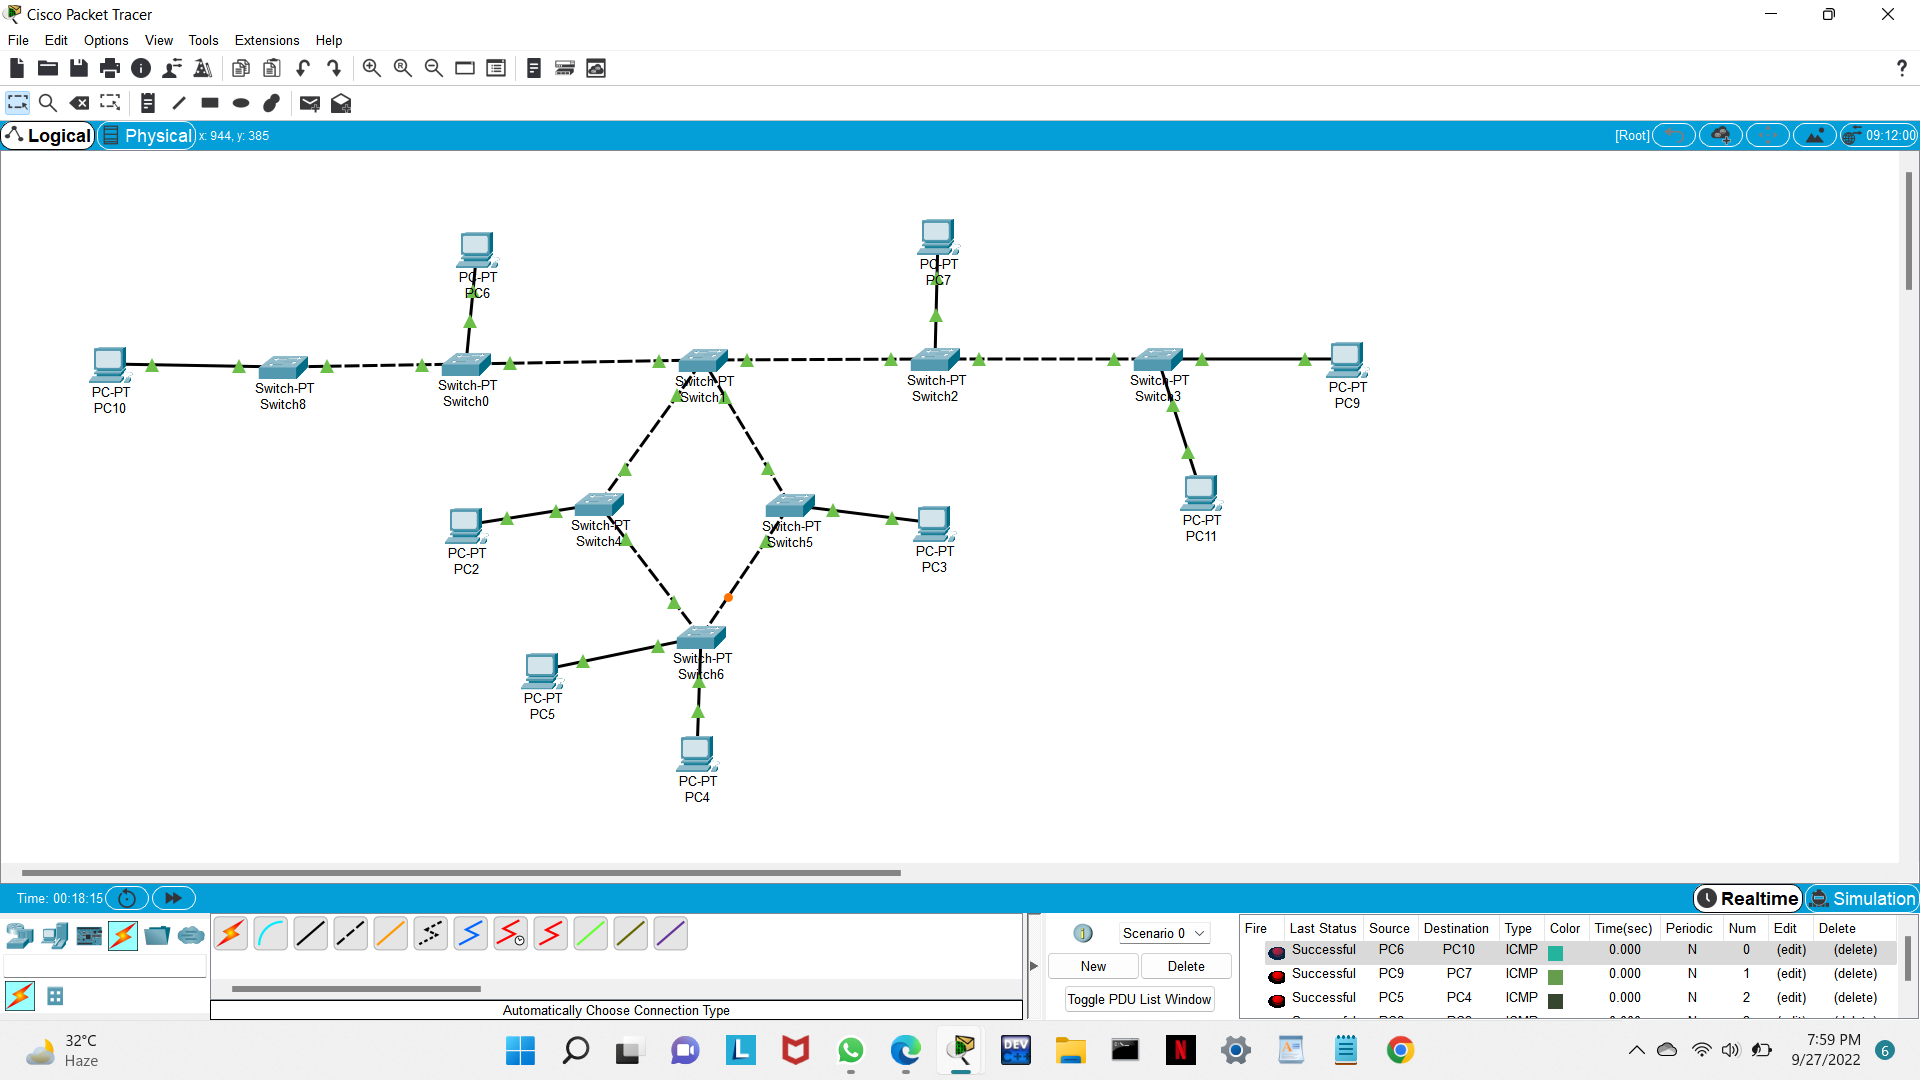 Cisco Packet Tracer
File Edit Options View Tools Extensions Help
Logical Physical x: 944, y: 385 [Root] 09:12:00
PC-PT
PC6
PC-PT
PC7
PC-PT
PC10
Switch-PT
Switch8
Switch-PT
Switch0
Switch-PT
Switch1
Switch-PT
Switch2
Switch-PT
Switch3
PC-PT
PC9
PC-PT
PC2
Switch-PT
Switch4
Switch-PT
Switch5
PC-PT
PC3
PC-PT
PC11
PC-PT
PC5
Switch-PT
Switch6
PC-PT
PC4
Time: 00:18:15 Realtime Simulation
Scenario 0
New Delete
Toggle PDU List Window
Fire Last Status Source Destination Type Color Time(sec) Periodic Num Edit Delete
Successful PC6 PC10 ICMP 0.000 N 0 (edit) (delete)
Successful PC9 PC7 ICMP 0.000 N 1 (edit) (delete)
Successful PC5 PC4 ICMP 0.000 N 2 (edit) (delete)
Automatically Choose Connection Type
32°C
Haze
DEV
7:59 PM
9/27/2022
6